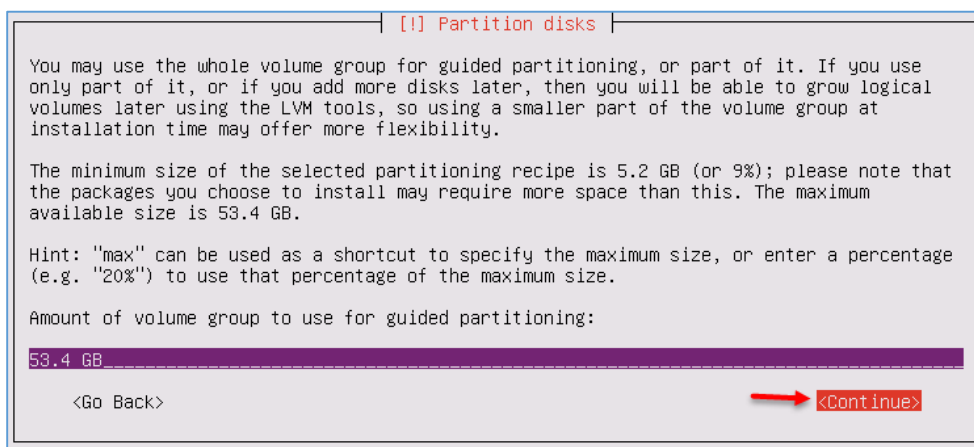 [!] Partition disks
You may use the whole volume group for guided partitioning, or part of it. If you use
only part of it, or if you add more disks later, then you will be able to grow logical
volumes later using the LVM tools, so using a smaller part of the volume group at
installation time may offer more flexibility.
The minimum size of the selected partitioning recipe is 5.2 GB (or 9%); please note that
the packages you choose to install may require more space than this. The maximum
available size is 53.4 GB.
Hint: "max" can be used as a shortcut to specify the maximum size, or enter a percentage
(e.g. "20%") to use that percentage of the maximum size.
Amount of volume group to use for guided partitioning:
53.4 GB
<Go Back> <Continue>